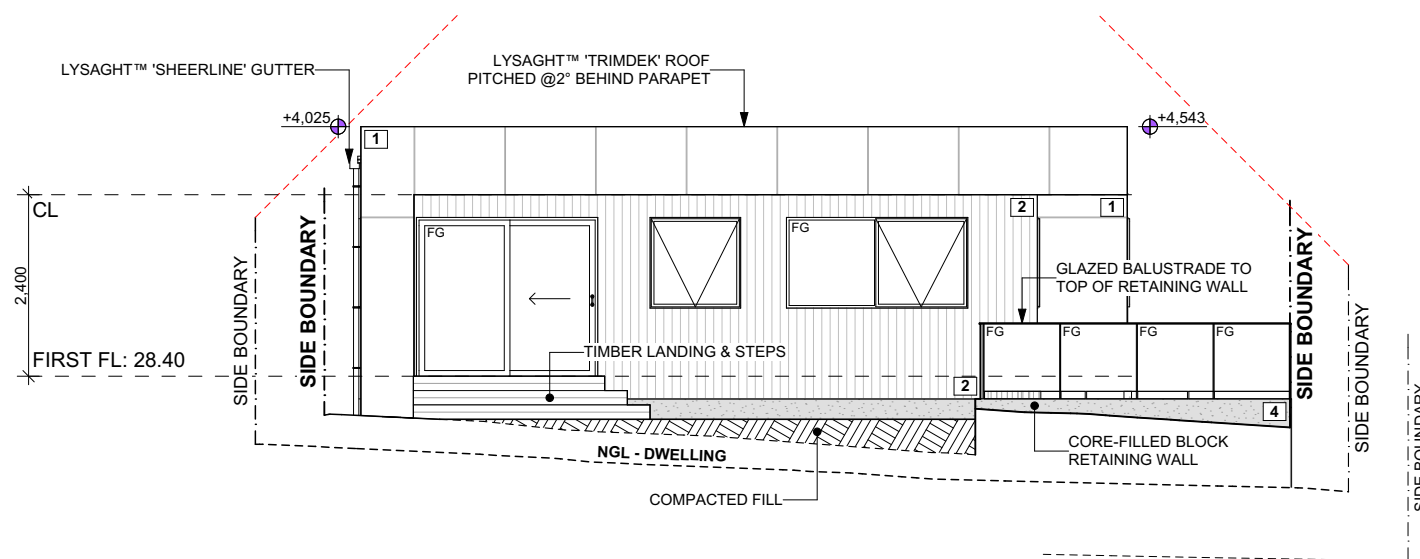 LYSAGHT™ 'SHEERLINE' GUTTER
LYSAGHT™ 'TRIMDEK' ROOF
PITCHED @2° BEHIND PARAPET
+4,025
+4,543
1
CL
2
1
FG
FG
2,400
SIDE BOUNDARY
SIDE BOUNDARY
GLAZED BALUSTRADE TO
TOP OF RETAINING WALL
SIDE BOUNDARY
SIDE BOUNDARY
FG
FG
FG
FG
FIRST FL: 28.40
TIMBER LANDING & STEPS
2
4
SIDE BOUNDARY
NGL - DWELLING
CORE-FILLED BLOCK
RETAINING WALL
COMPACTED FILL